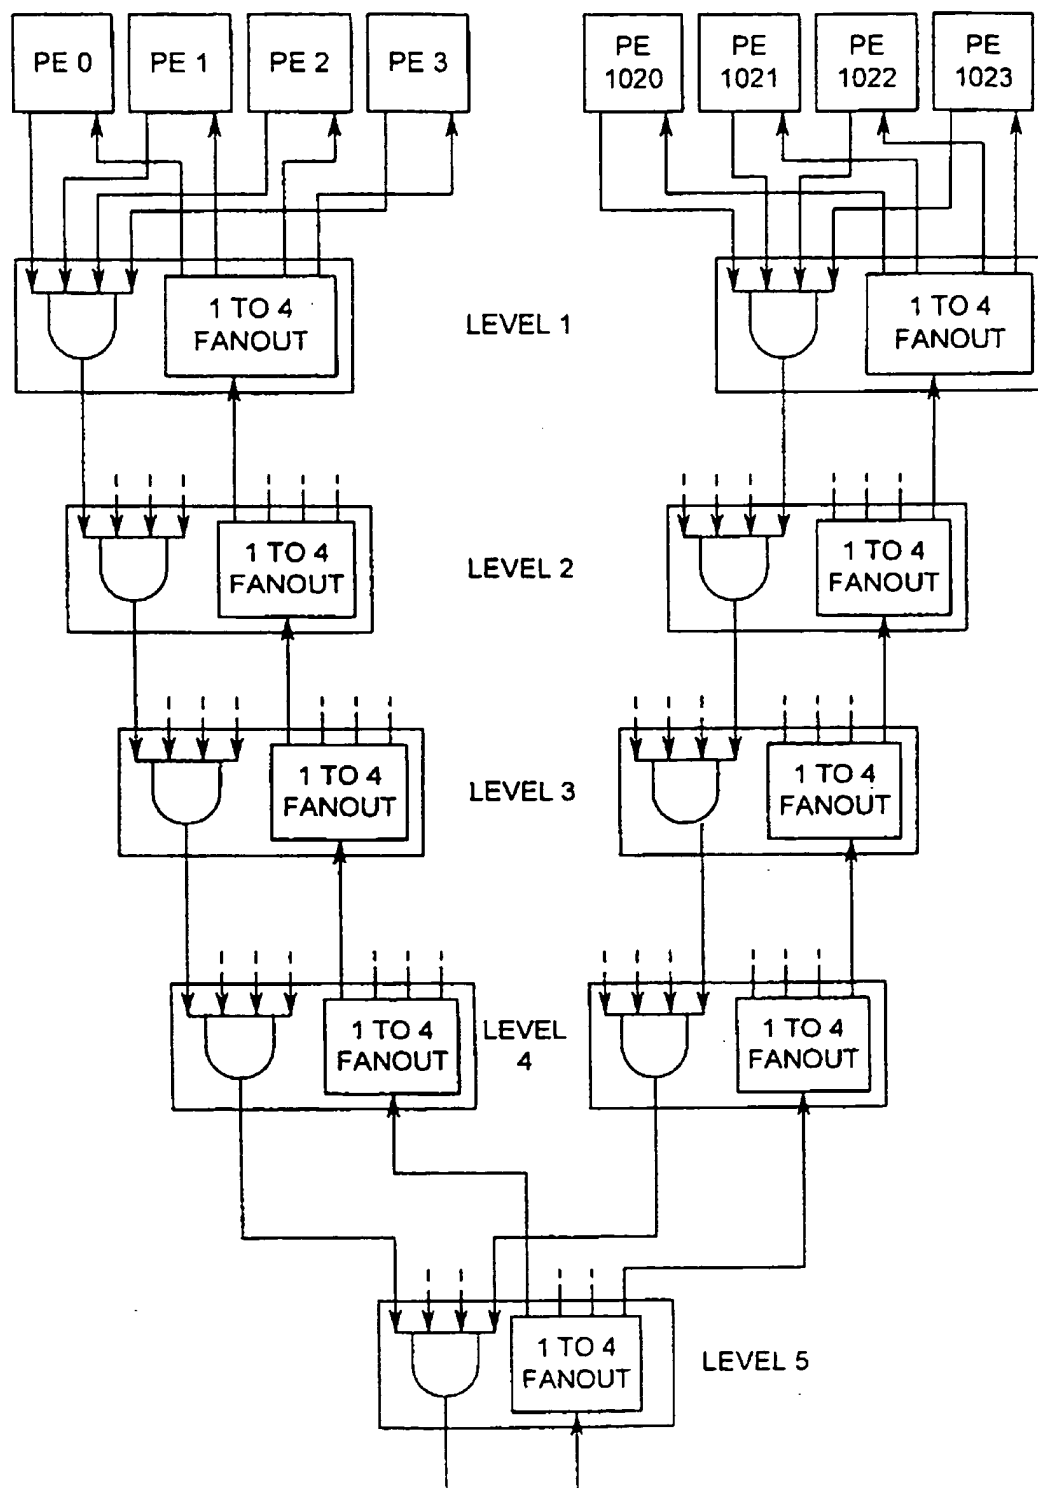 PE 0
PE 1
PE 2
PE 3
PE
1020
PE
1021
PE
1022
PE
1023
1 TO 4
FANOUT
LEVEL 1
1 TO 4
FANOUT
1 TO 4
FANOUT
LEVEL 2
1 TO 4
FANOUT
1 TO 4
FANOUT
LEVEL 3
1 TO 4
FANOUT
1 TO 4
FANOUT
LEVEL
4
1 TO 4
FANOUT
1 TO 4
FANOUT
LEVEL 5